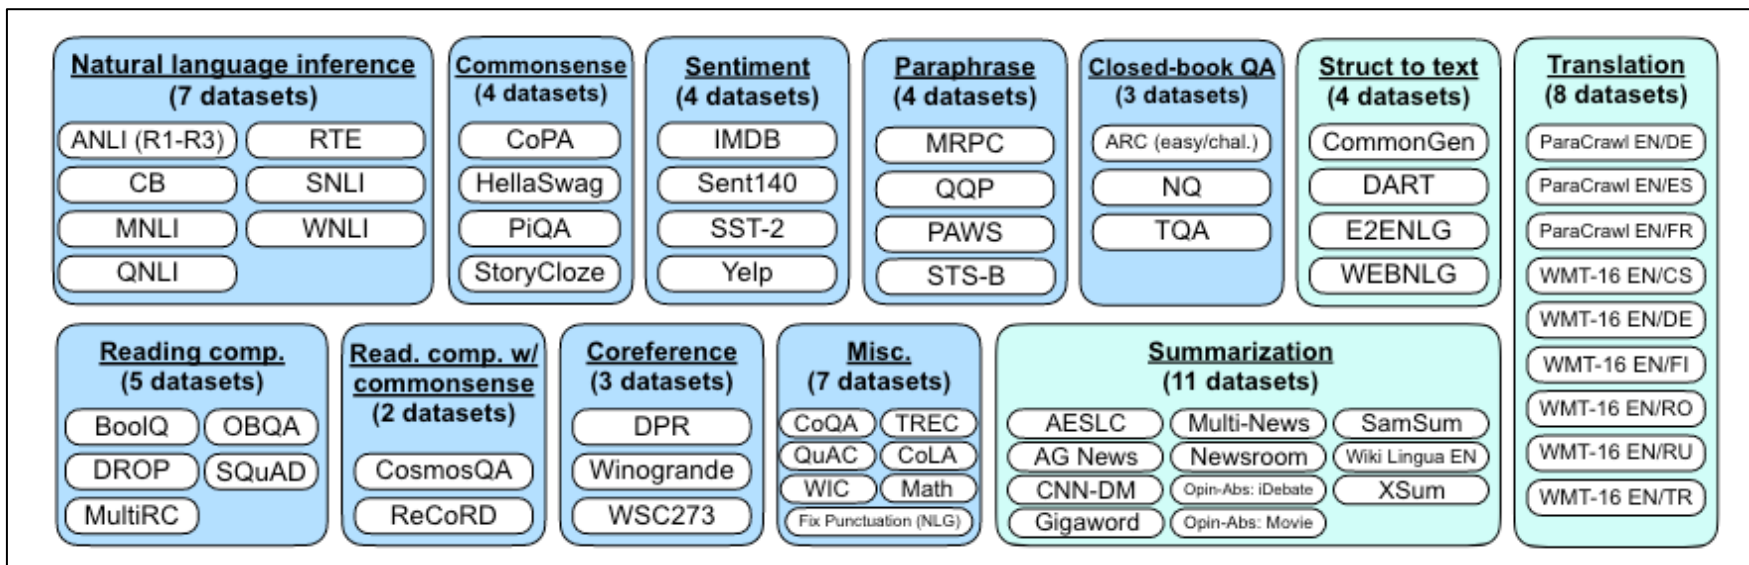 Natural language inference
(7 datasets)
ANLI (R1-R3)
RTE
CB
SNLI
MNLI
WNLI
QNLI
Commonsense
(4 datasets)
CoPA
HellaSwag
PiQA
StoryCloze
Sentiment
(4 datasets)
IMDB
Sent140
SST-2
Yelp
Paraphrase
(4 datasets)
MRPC
QQP
PAWS
STS-B
Closed-book QA
(3 datasets)
ARC (easy/chal.)
NQ
TQA
Struct to text
(4 datasets)
CommonGen
DART
E2ENLG
WEBNLG
Translation
(8 datasets)
ParaCrawl EN/DE
ParaCrawl EN/ES
ParaCrawl EN/FR
WMT-16 EN/CS
WMT-16 EN/DE
WMT-16 EN/FI
WMT-16 EN/RO
WMT-16 EN/RU
WMT-16 EN/TR
Reading comp.
(5 datasets)
BoolQ
OBQA
DROP
SQuAD
MultiRC
Read. comp. w/
commonsense
(2 datasets)
CosmosQA
ReCoRD
Coreference
(3 datasets)
DPR
Winogrande
WSC273
Misc.
(7 datasets)
CoQA
TREC
QuAC
CoLA
WIC
Math
Fix Punctuation (NLG)
Summarization
(11 datasets)
AESLC
Multi-News
SamSum
AG News
Newsroom
Wiki Lingua EN
CNN-DM
Opin-Abs: iDebate
XSum
Gigaword
Opin-Abs: Movie